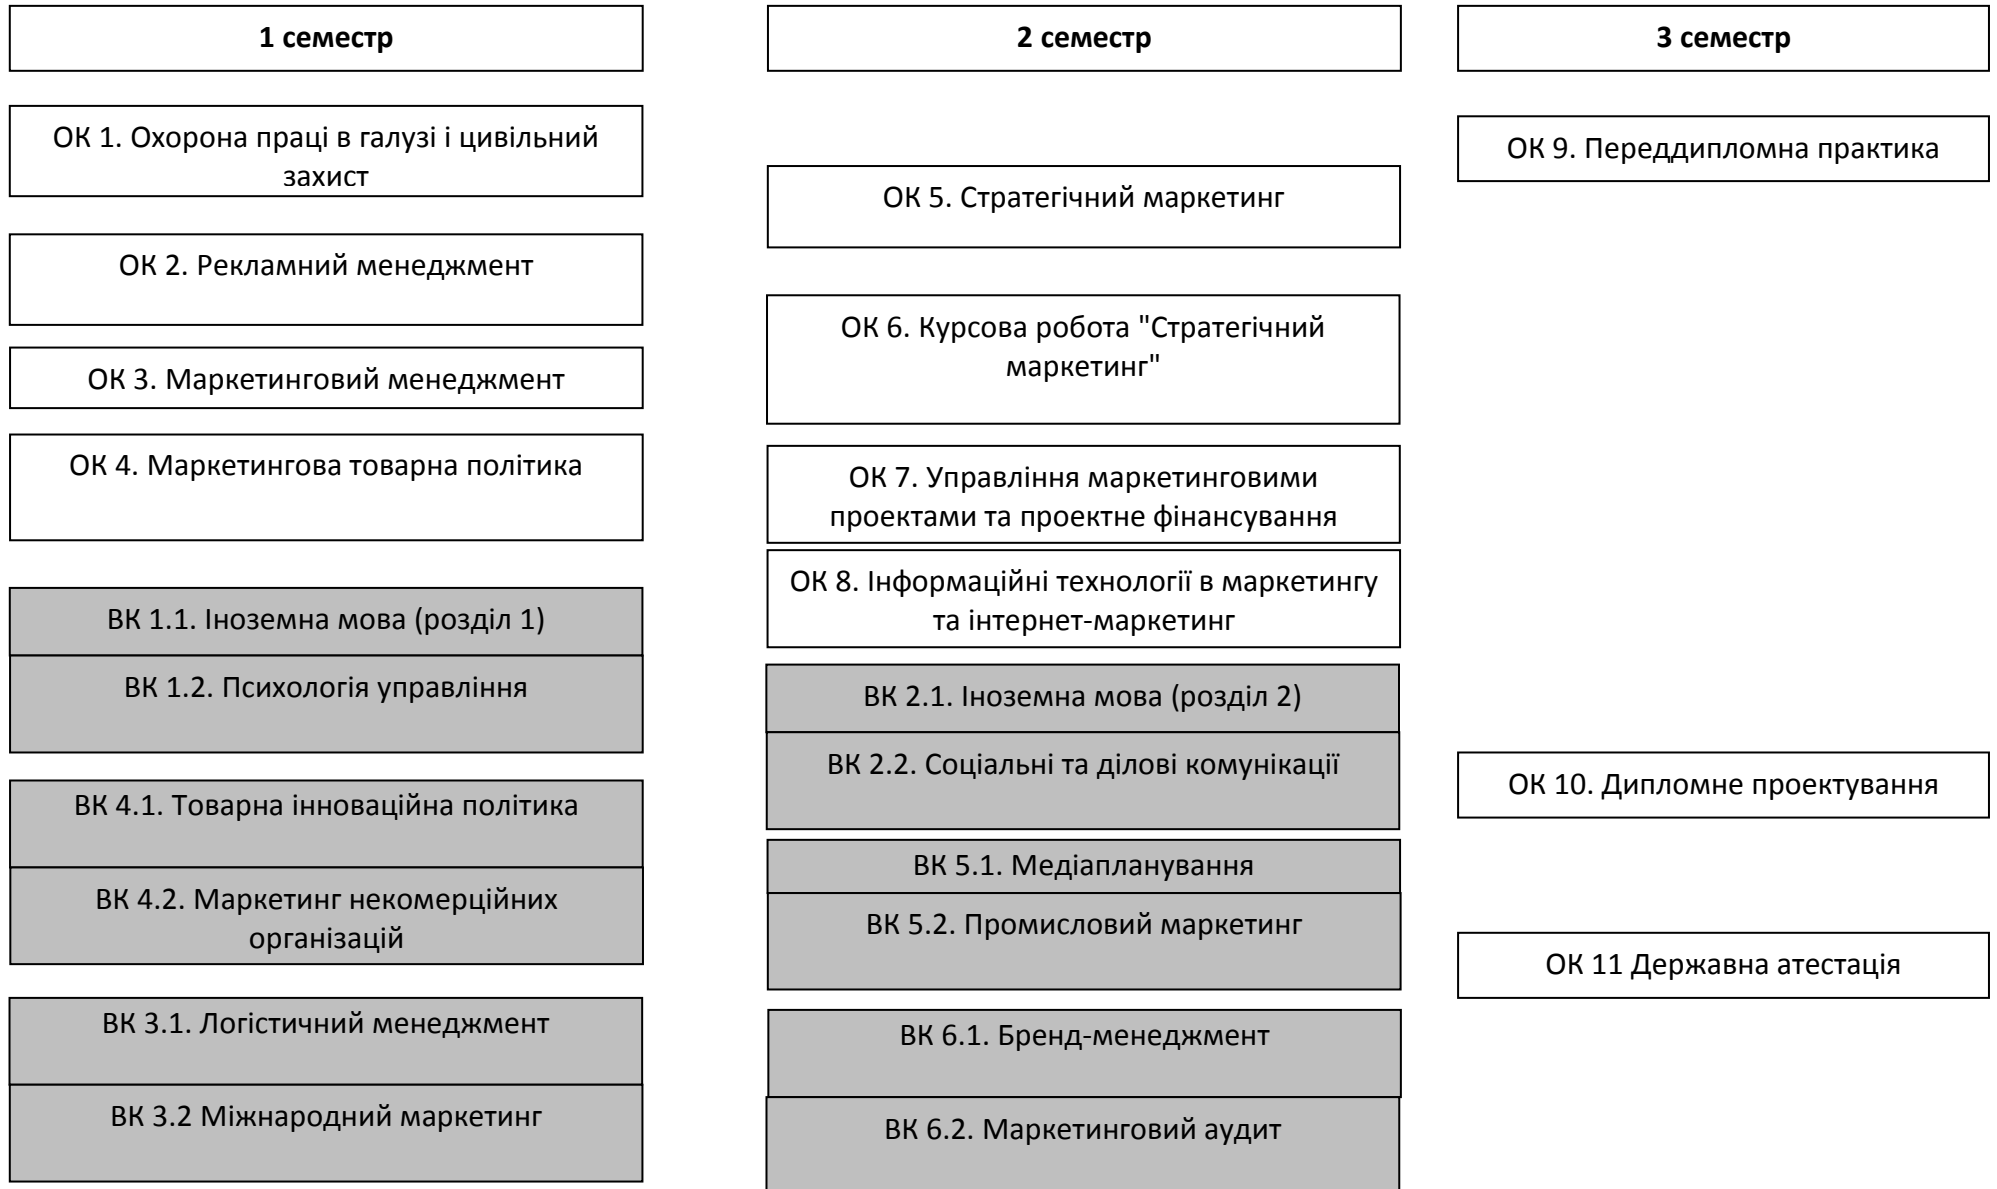 1 семестр
ОК 1. Охорона праці в галузі і цивільний
захист
ОК 2. Рекламний менеджмент
ОК 3. Маркетинговий менеджмент
ОК 4. Маркетингова товарна політика
ВК 1.1. Іноземна мова (розділ 1)
ВК 1.2. Психологія управління
ВК 4.1. Товарна інноваційна політика
ВК 4.2. Маркетинг некомерційних
організацій
ВК 3.1. Логістичний менеджмент
ВК 3.2 Міжнародний маркетинг
2 семестр
ОК 5. Стратегічний маркетинг
ОК 6. Курсова робота "Стратегічний
маркетинг"
ОК 7. Управління маркетинговими
проектами та проектне фінансування
ОК 8. Інформаційні технології в маркетингу
та інтернет-маркетинг
ВК 2.1. Іноземна мова (розділ 2)
ВК 2.2. Соціальні та ділові комунікації
ВК 5.1. Медіапланування
ВК 5.2. Промисловий маркетинг
ВК 6.1. Бренд-менеджмент
ВК 6.2. Маркетинговий аудит
3 семестр
ОК 9. Переддипломна практика
ОК 10. Дипломне проектування
ОК 11 Державна атестація